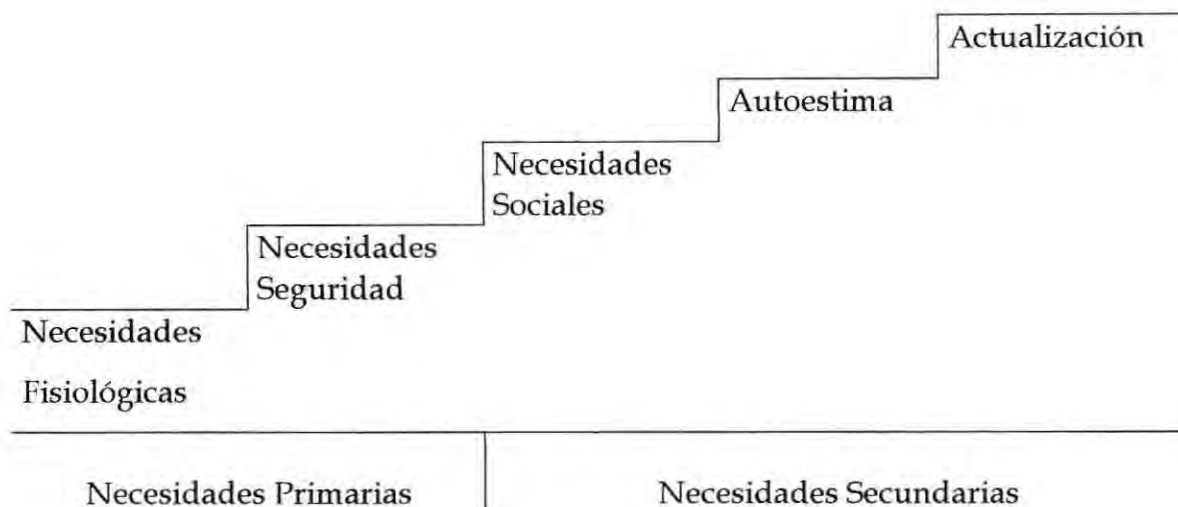 Actualización
Autoestima
Necesidades
Sociales
Necesidades
Seguridad
Necesidades
Fisiológicas
Necesidades Primarias
Necesidades Secundarias